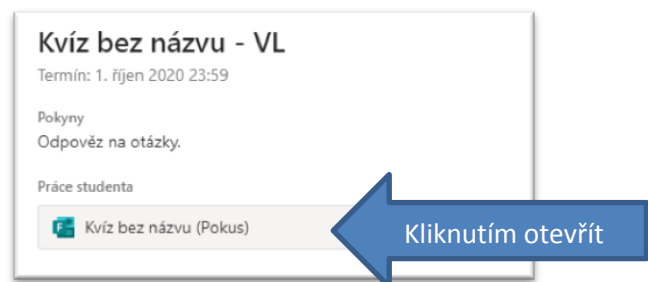 Kvíz bez názvu - VL
Termín: 1. říjen 2020 23:59
Pokyny
Odpověz na otázky.
Práce studenta
Kvíz bez názvu (Pokus)
Kliknutím otevřít